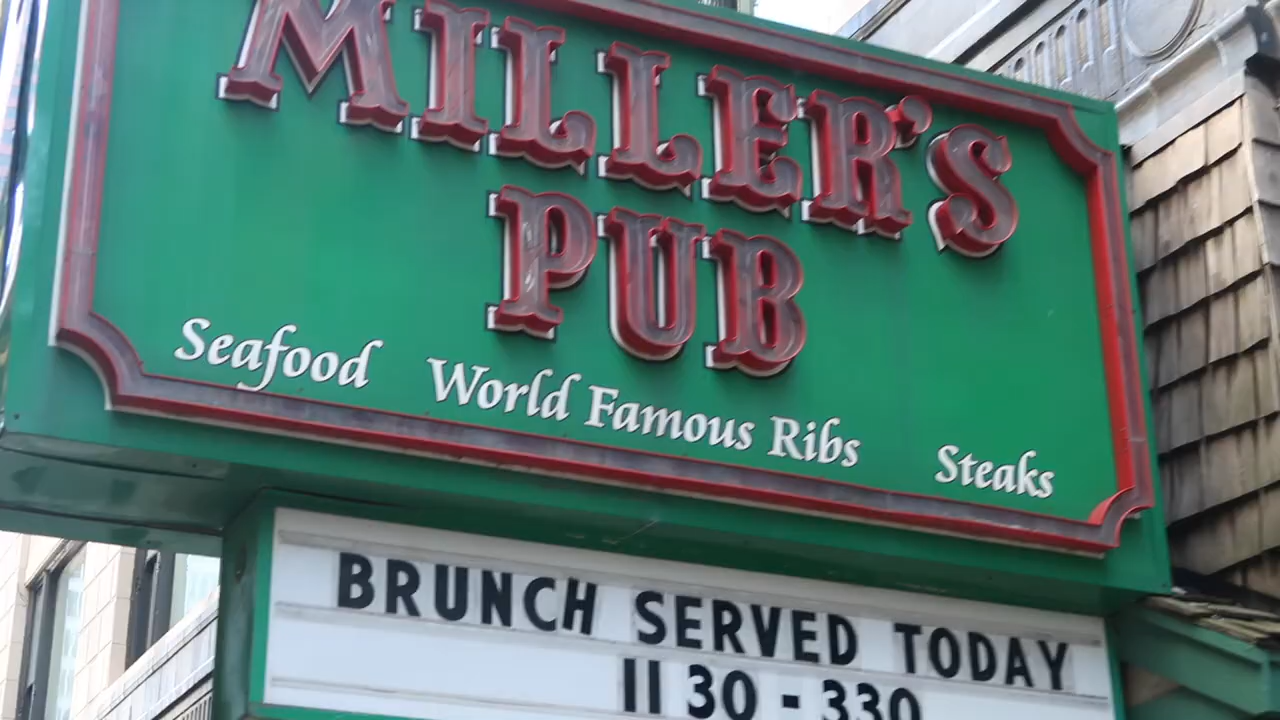 MILLER'S
PUB
Seafood World Famous Ribs Steaks
BRUNCH SERVED TODAY
11 30 - 330